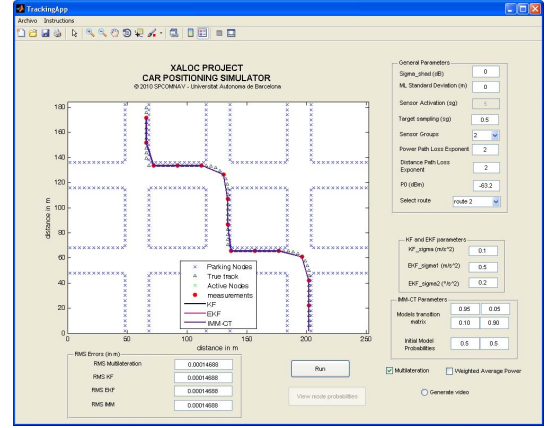 TrackingApp
Archivo Instructions
XALOC PROJECT
CAR POSITIONING SIMULATOR
© 2010 SPCOMNAV - Universitat Autonoma de Barcelona
180
160
140
120
100
80
60
40
20
0
distance in m
0 50 100 150 200 250
distance in m
Parking Nodes
True track
Active Nodes
measurements
KF
EKF
IMM-CT
General Parameters
Sigma_shad (dB) 0
ML Standard Deviation (m) 0
Sensor Activation (sg)
Target sampling (sg) 0.5
Sensor Groups 2
Power Path Loss Exponent 2
Distance Path Loss
Exponent 2
P0 (dBm) -63.2
Select route route 2
KF and EKF parameters
KF_sigma (m/s^2) 0.1
EKF_sigma1 (m/s^2) 0.5
EKF_sigma2 (º/s^2) 0.2
IMM-CT Parameters
Models transition
matrix
0.95 0.05
0.10 0.90
Initial Model
Probabilities
0.5 0.5
Multilateration Weighted Average Power
Generate video
RMS Errors (in m)
RMS Multilateration 0.00014688
RMS KF 0.00014688
RMS EKF 0.00014688
RMS IMM 0.00014688
Run
View mode probabilities